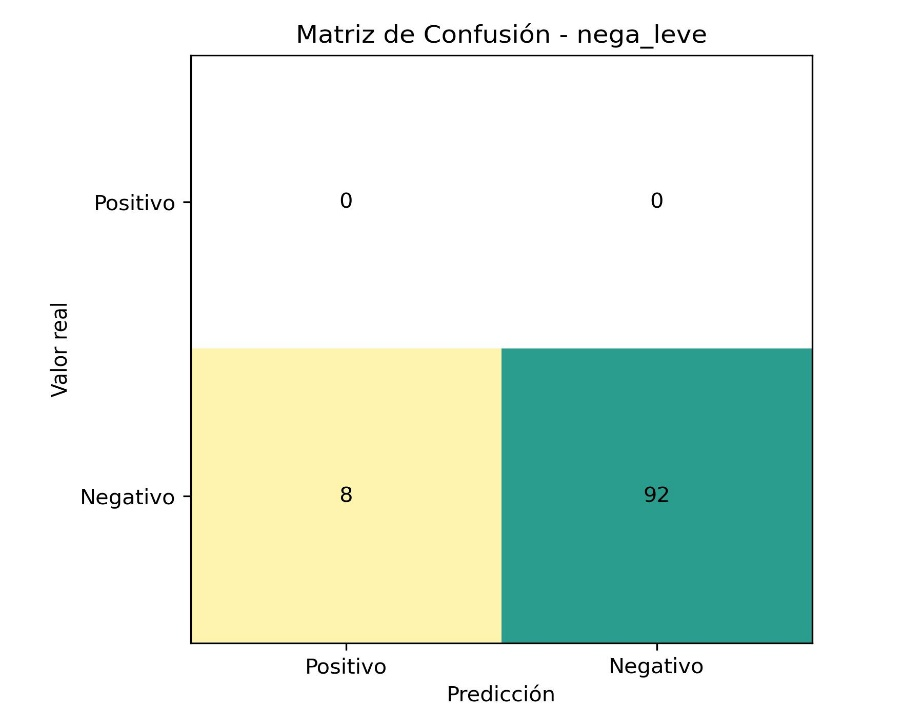 Matriz de Confusión - nega_leve
Positivo
0
0
Valor real
Negativo
8
92
Positivo
Negativo
Predicción